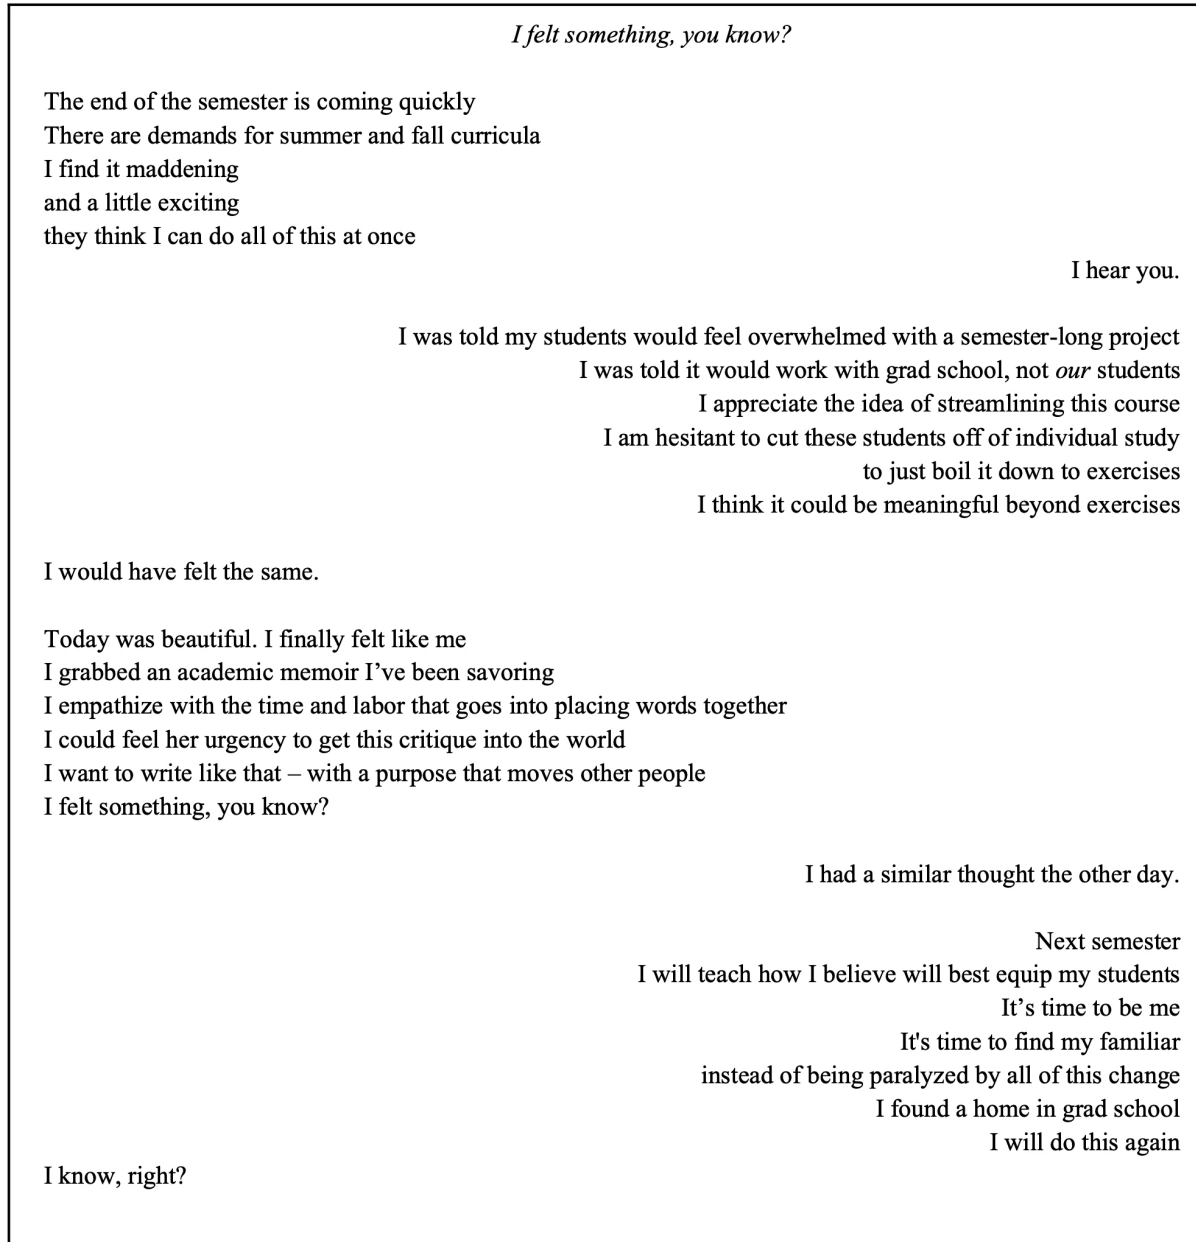 I felt something, you know?
The end of the semester is coming quickly
There are demands for summer and fall curricula
I find it maddening
and a little exciting
they think I can do all of this at once
I hear you.
I was told my students would feel overwhelmed with a semester-long project
I was told it would work with grad school, not our students
I appreciate the idea of streamlining this course
I am hesitant to cut these students off of individual study
to just boil it down to exercises
I think it could be meaningful beyond exercises
I would have felt the same.
Today was beautiful. I finally felt like me
I grabbed an academic memoir I’ve been savoring
I empathize with the time and labor that goes into placing words together
I could feel her urgency to get this critique into the world
I want to write like that – with a purpose that moves other people
I felt something, you know?
I had a similar thought the other day.
Next semester
I will teach how I believe will best equip my students
It’s time to be me
It's time to find my familiar
instead of being paralyzed by all of this change
I found a home in grad school
I will do this again
I know, right?